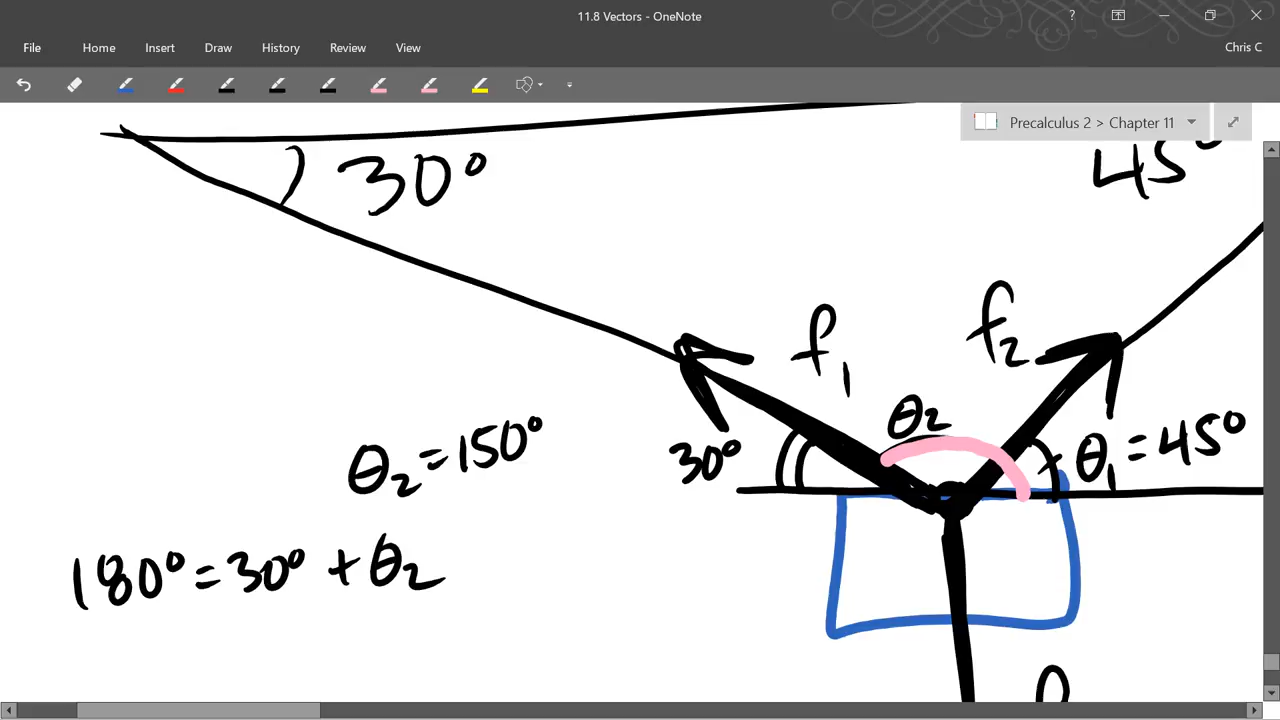 11.8 Vectors - OneNote
?
File Home Insert Draw History Review View
Chris C
Precalculus 2 > Chapter 11
30°
45°
f₁
f₂
θ₂
30°
θ₁ = 45°
θ₂ = 150°
180° = 30° + θ₂